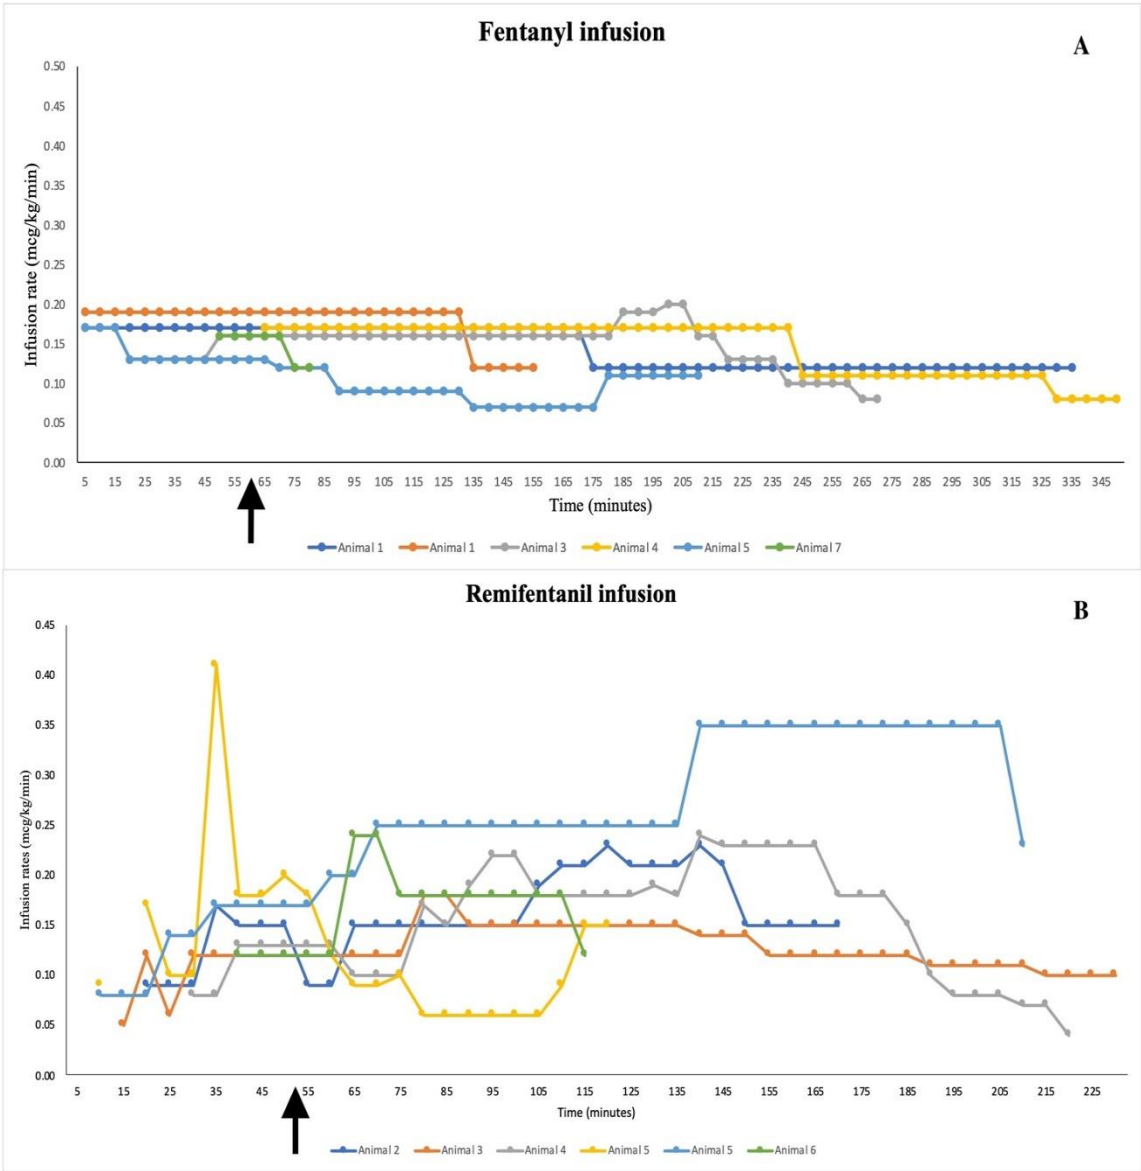 Fentanyl infusion
A
Infusion rate (mcg/kg/min)
0.50
0.45
0.40
0.35
0.30
0.25
0.20
0.15
0.10
0.05
0.00
5 15 25 35 45 55 65 75 85 95 105 115 125 135 145 155 165 175 185 195 205 215 225 235 245 255 265 275 285 295 305 315 325 335 345
Time (minutes)
Animal 1 Animal 1 Animal 3 Animal 4 Animal 5 Animal 7
Remifentanil infusion
B
Infusion rates (mcg/kg/min)
0.45
0.40
0.35
0.30
0.25
0.20
0.15
0.10
0.05
0.00
5 15 25 35 45 55 65 75 85 95 105 115 125 135 145 155 165 175 185 195 205 215 225
Time (minutes)
Animal 2 Animal 3 Animal 4 Animal 5 Animal 5 Animal 6